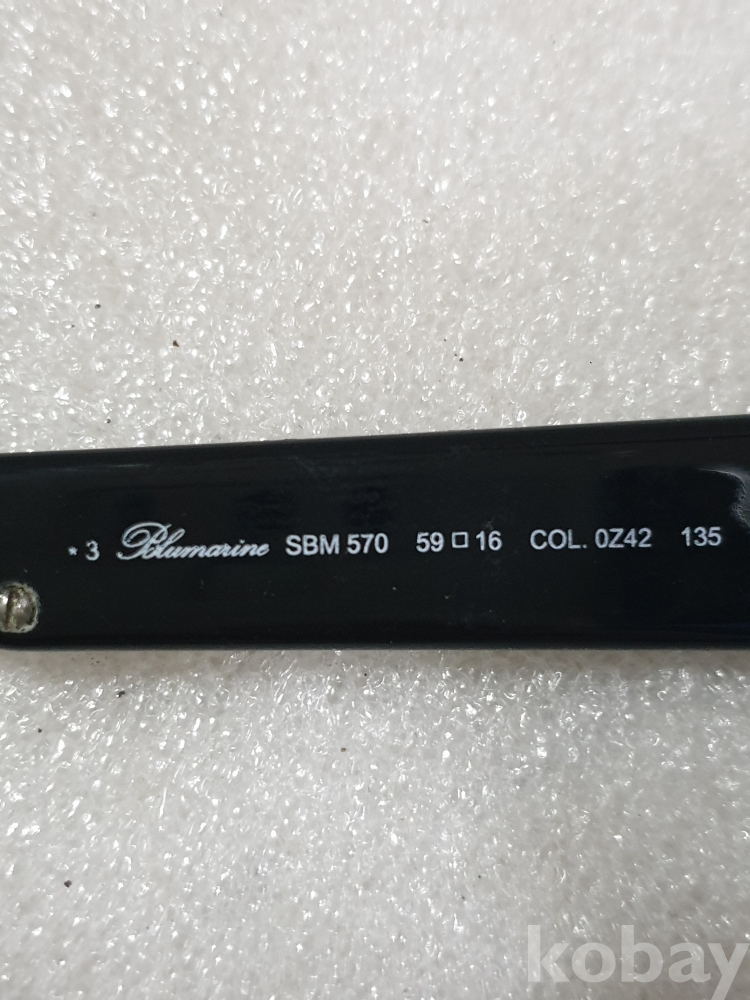 * 3 Blumarine SBM 570 59 □ 16 COL. 0Z42 135
kobay